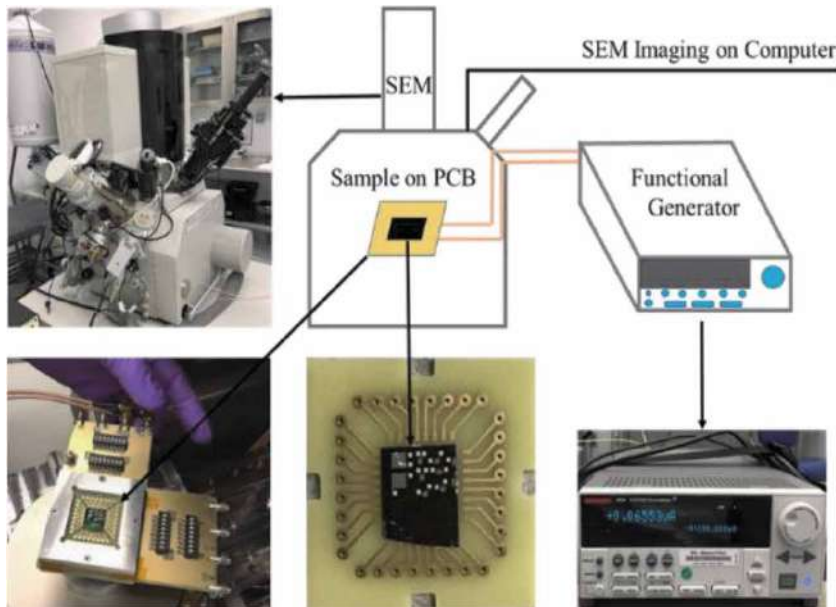 SEM Imaging on Computer
SEM
Sample on PCB
Functional
Generator